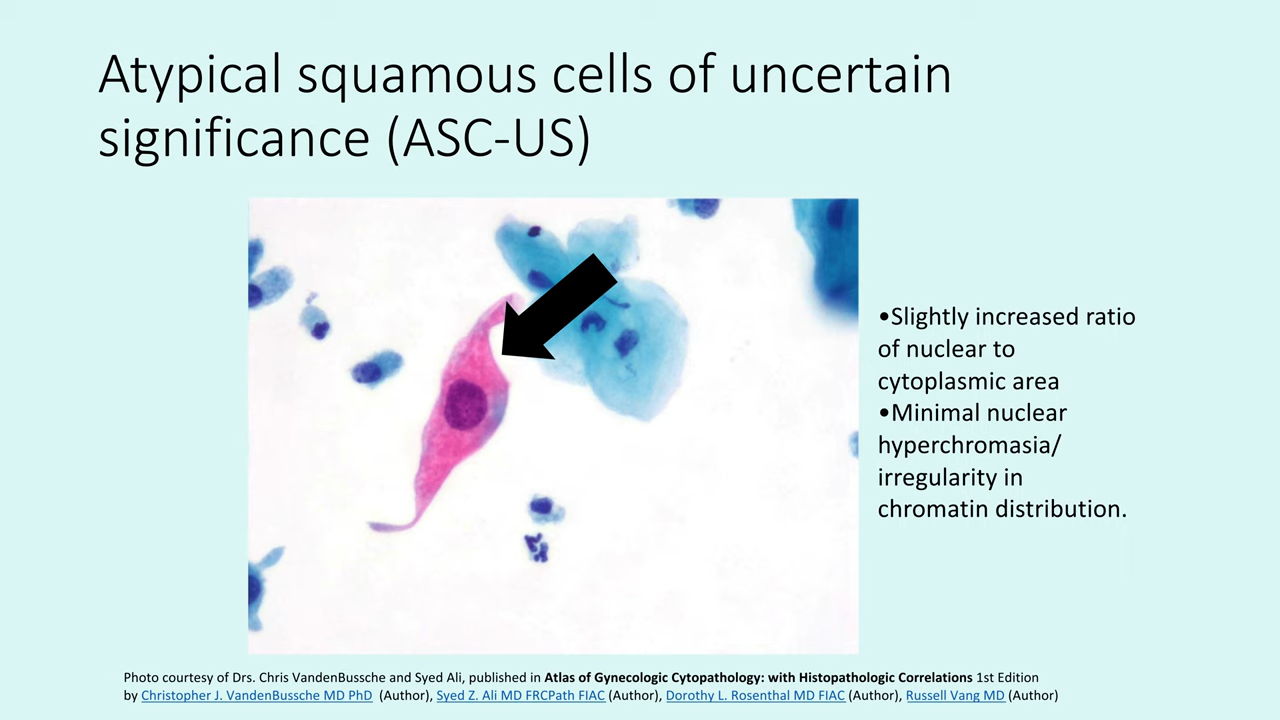 Atypical squamous cells of uncertain
significance (ASC-US)
•Slightly increased ratio
of nuclear to
cytoplasmic area
•Minimal nuclear
hyperchromasia/
irregularity in
chromatin distribution.
Photo courtesy of Drs. Chris VandenBussche and Syed Ali, published in Atlas of Gynecologic Cytopathology: with Histopathologic Correlations 1st Edition
by Christopher J. VandenBussche MD PhD (Author), Syed Z. Ali MD FRCPath FIAC (Author), Dorothy L. Rosenthal MD FIAC (Author), Russell Vang MD (Author)